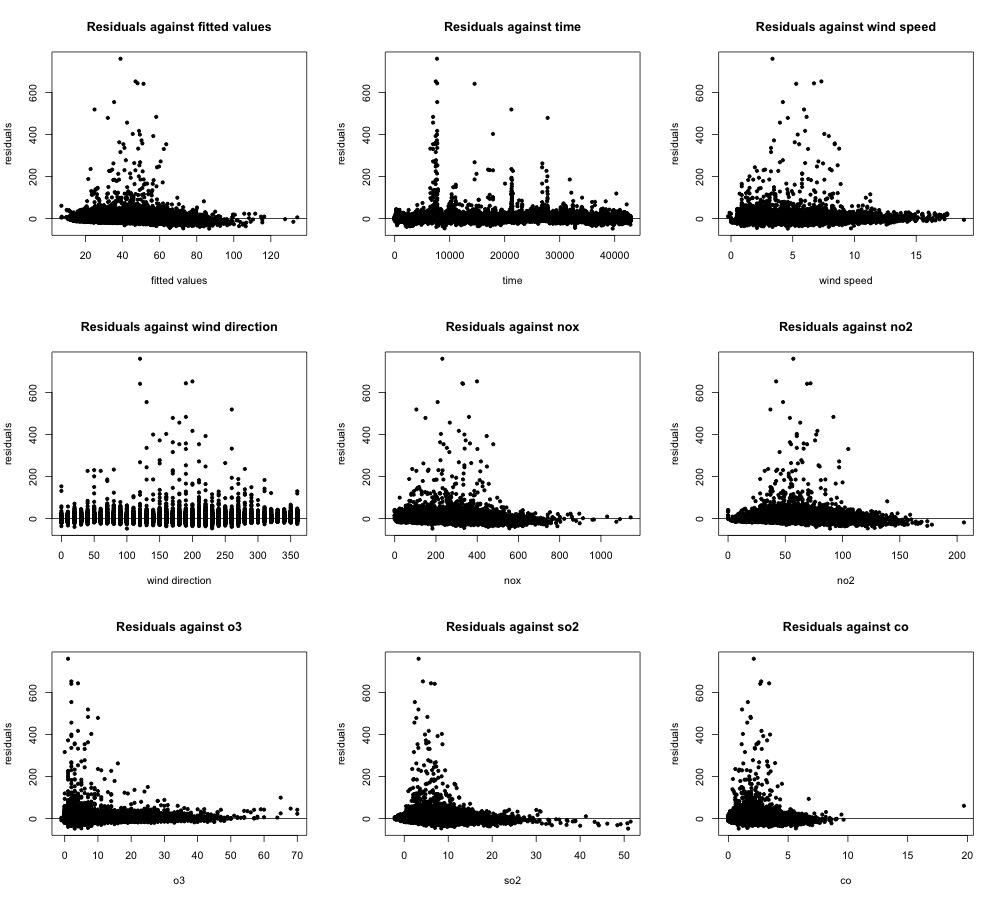 Residuals against fitted values
residuals
0 200 400 600
20 40 60 80 100 120
fitted values
Residuals against time
residuals
0 200 400 600
0 10000 20000 30000 40000
time
Residuals against wind speed
residuals
0 200 400 600
0 5 10 15
wind speed
Residuals against wind direction
residuals
0 200 400 600
0 50 100 150 200 250 300 350
wind direction
Residuals against nox
residuals
0 200 400 600
0 200 400 600 800 1000
nox
Residuals against no2
residuals
0 200 400 600
0 50 100 150 200
no2
Residuals against o3
residuals
0 200 400 600
0 10 20 30 40 50 60 70
o3
Residuals against so2
residuals
0 200 400 600
0 10 20 30 40 50
so2
Residuals against co
residuals
0 200 400 600
0 5 10 15 20
co